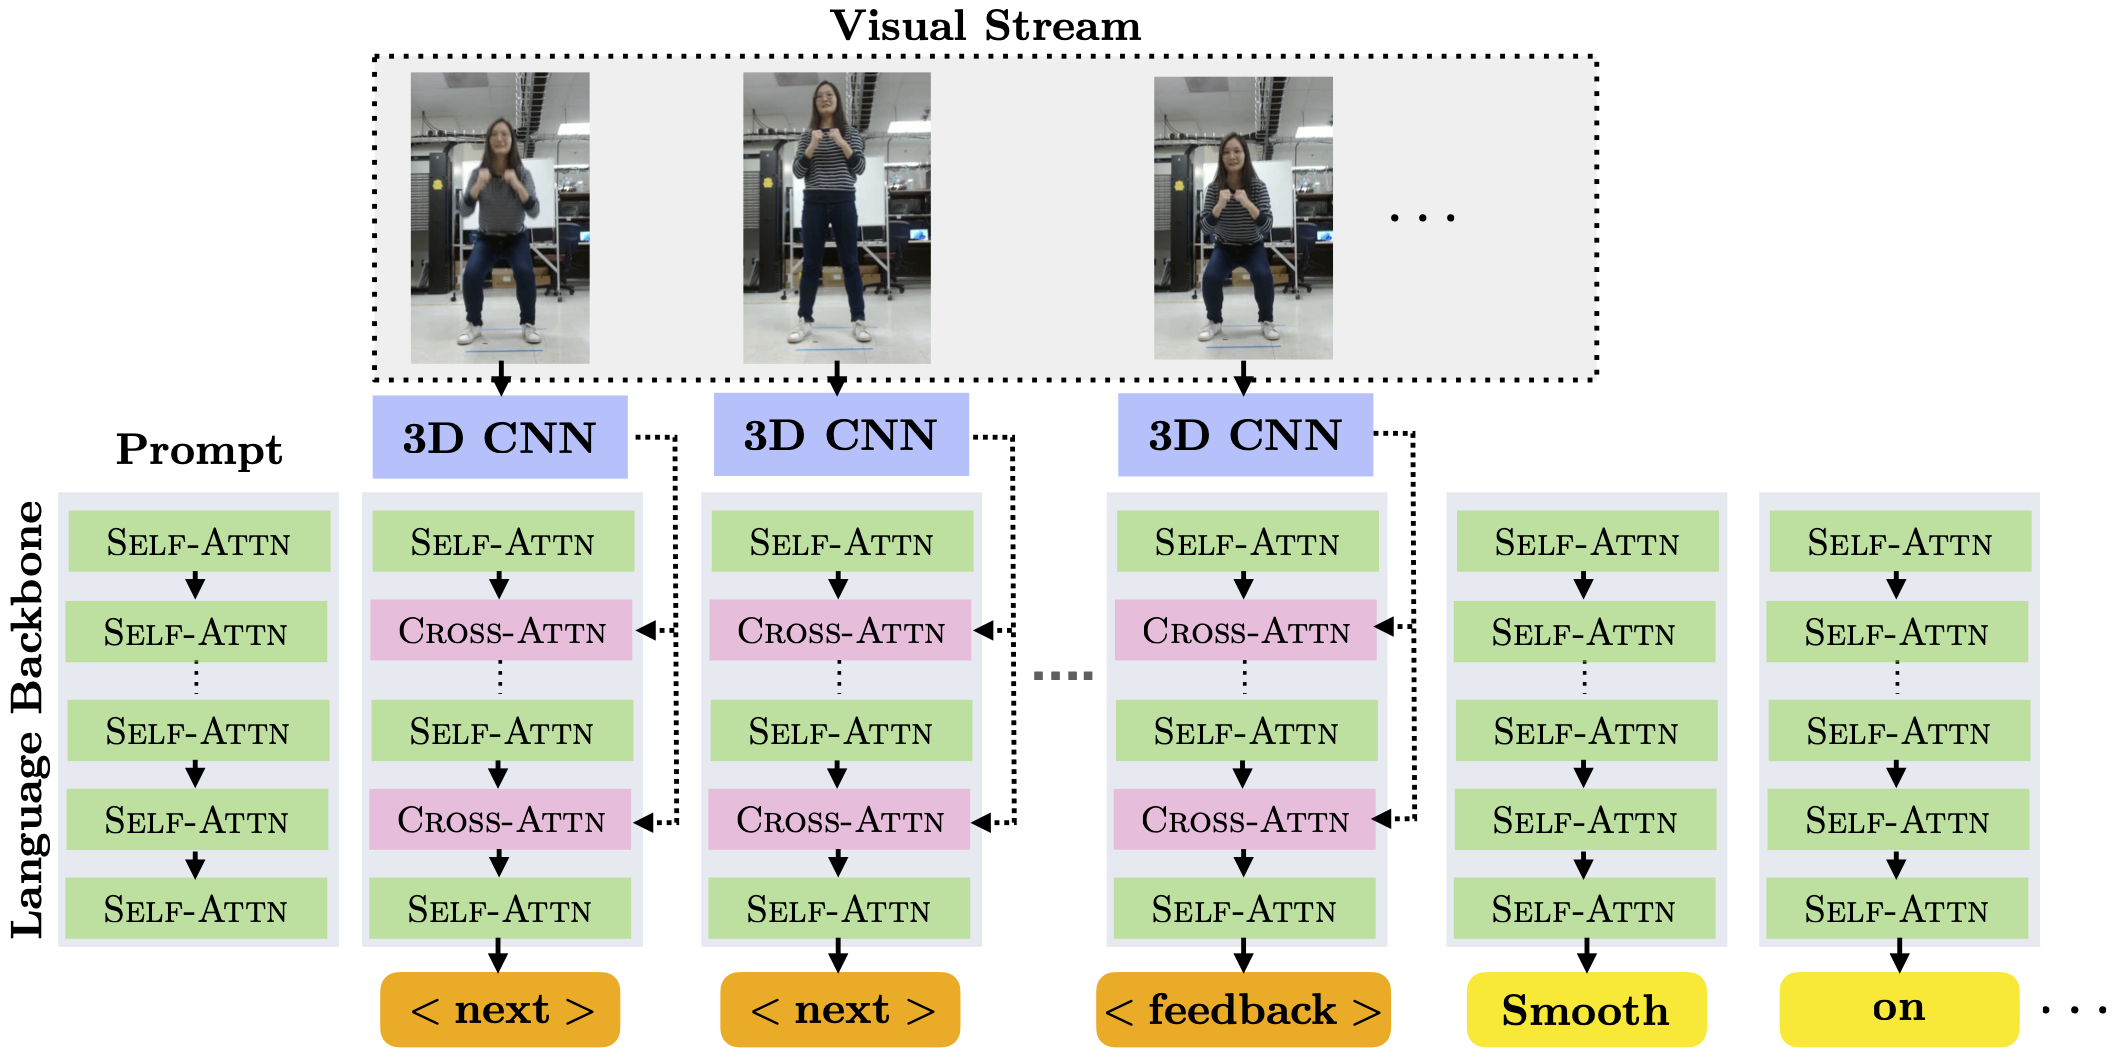 Visual Stream
. . .
3D CNN
3D CNN
3D CNN
Prompt
Language Backbone
Self-Attn
Self-Attn
Self-Attn
Self-Attn
Self-Attn
Self-Attn
Cross-Attn
Self-Attn
Cross-Attn
Self-Attn
< next >
Self-Attn
Cross-Attn
Self-Attn
Cross-Attn
Self-Attn
< next >
Self-Attn
Cross-Attn
Self-Attn
Cross-Attn
Self-Attn
< feedback >
Self-Attn
Self-Attn
Self-Attn
Self-Attn
Self-Attn
Smooth
Self-Attn
Self-Attn
Self-Attn
Self-Attn
Self-Attn
on
. . .